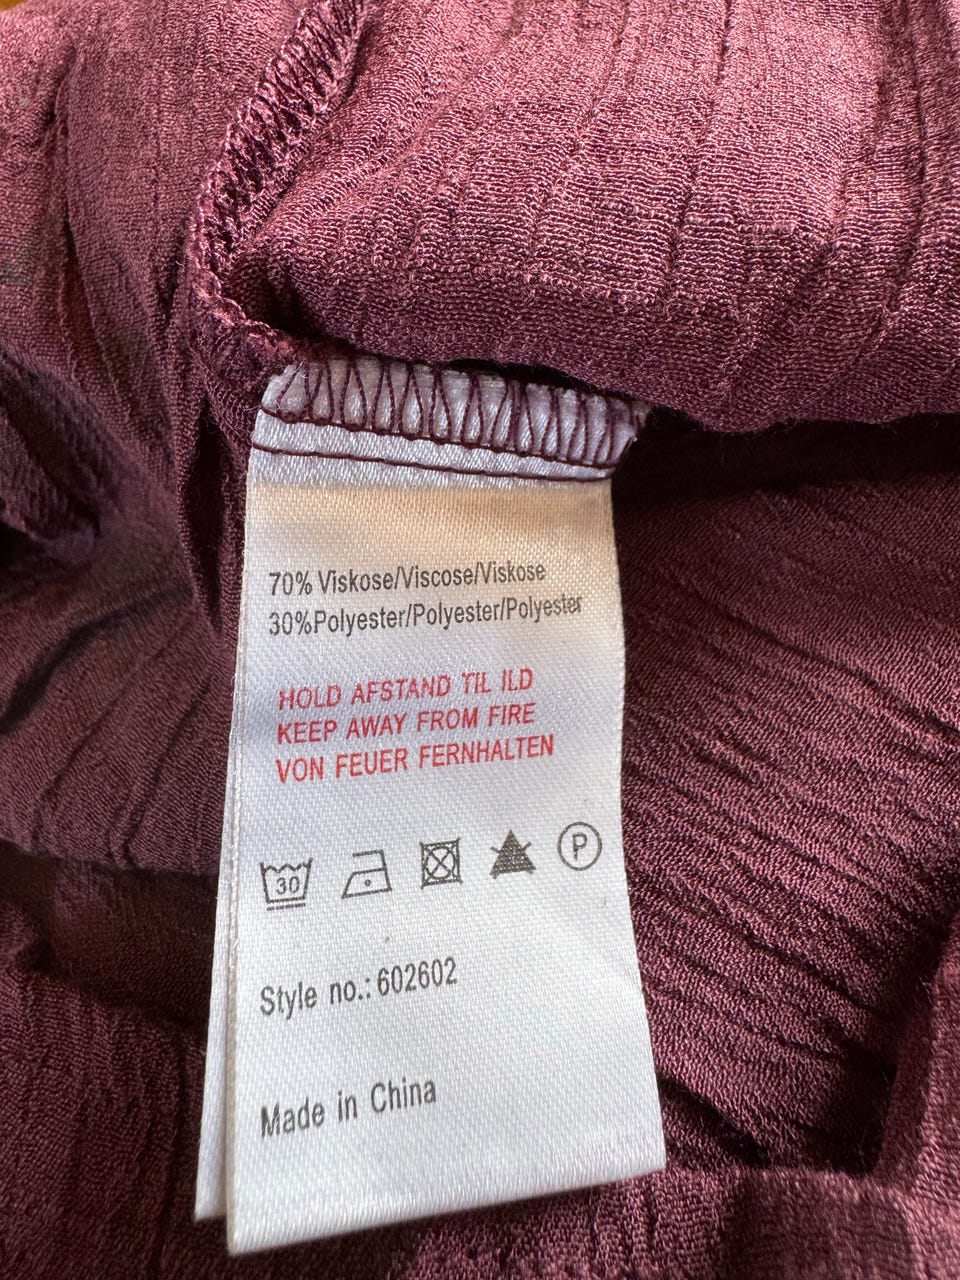 70% Viskose/Viscose/Viskose
30%Polyester/Polyester/Polyester
HOLD AFSTAND TIL ILD
KEEP AWAY FROM FIRE
VON FEUER FERNHALTEN
30 P
Style no.: 602602
Made in China